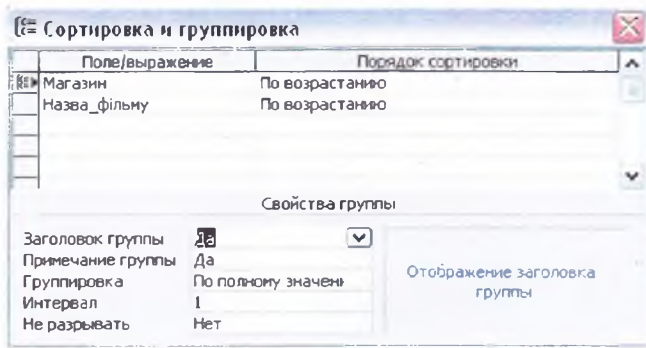 Сортировка и группировка
Поле/выражение Порядок сортировки
Магазин По возрастанию
Назва_фільму По возрастанию
Свойства группы
Заголовок группы Да
Примечание группы Да
Группировка По полному значени
Интервал 1
Не разрывать Нет
Отображение заголовка
группы